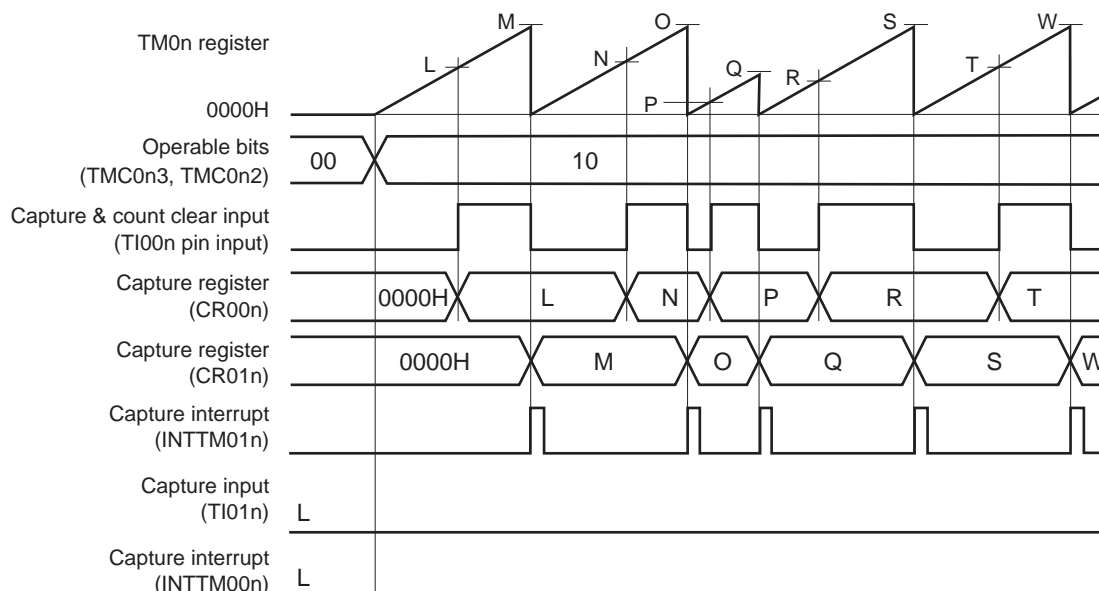 M
O
S
W
TM0n register
L
N
Q
R
T
P
0000H
Operable bits
(TMC0n3, TMC0n2)
00
10
Capture & count clear input
(TI00n pin input)
Capture register
(CR00n)
0000H
L
N
P
R
T
Capture register
(CR01n)
0000H
M
O
Q
S
W
Capture interrupt
(INTTM01n)
Capture input
(TI01n)
L
Capture interrupt
(INTTM00n)
L